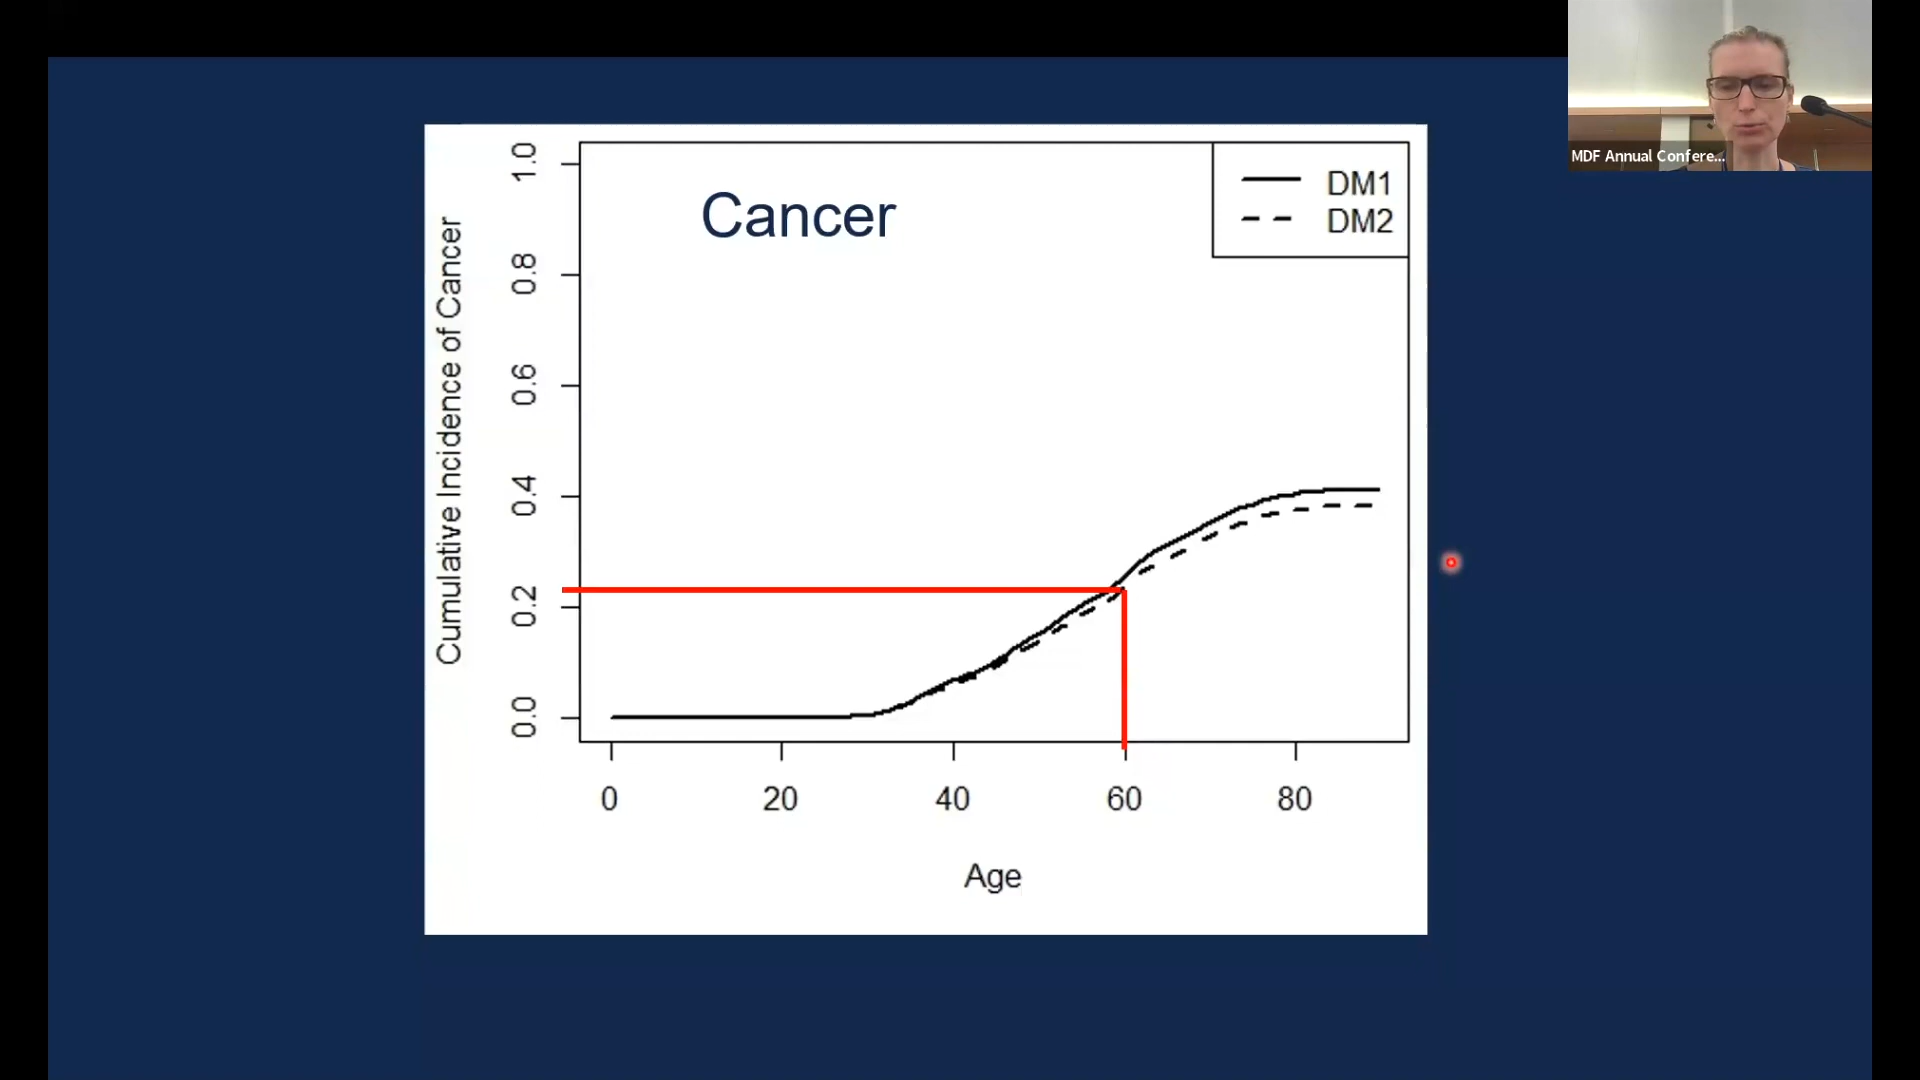 MDF Annual Confere...
Cancer
DM1
DM2
Cumulative Incidence of Cancer
1.0
0.8
0.6
0.4
0.2
0.0
0 20 40 60 80
Age